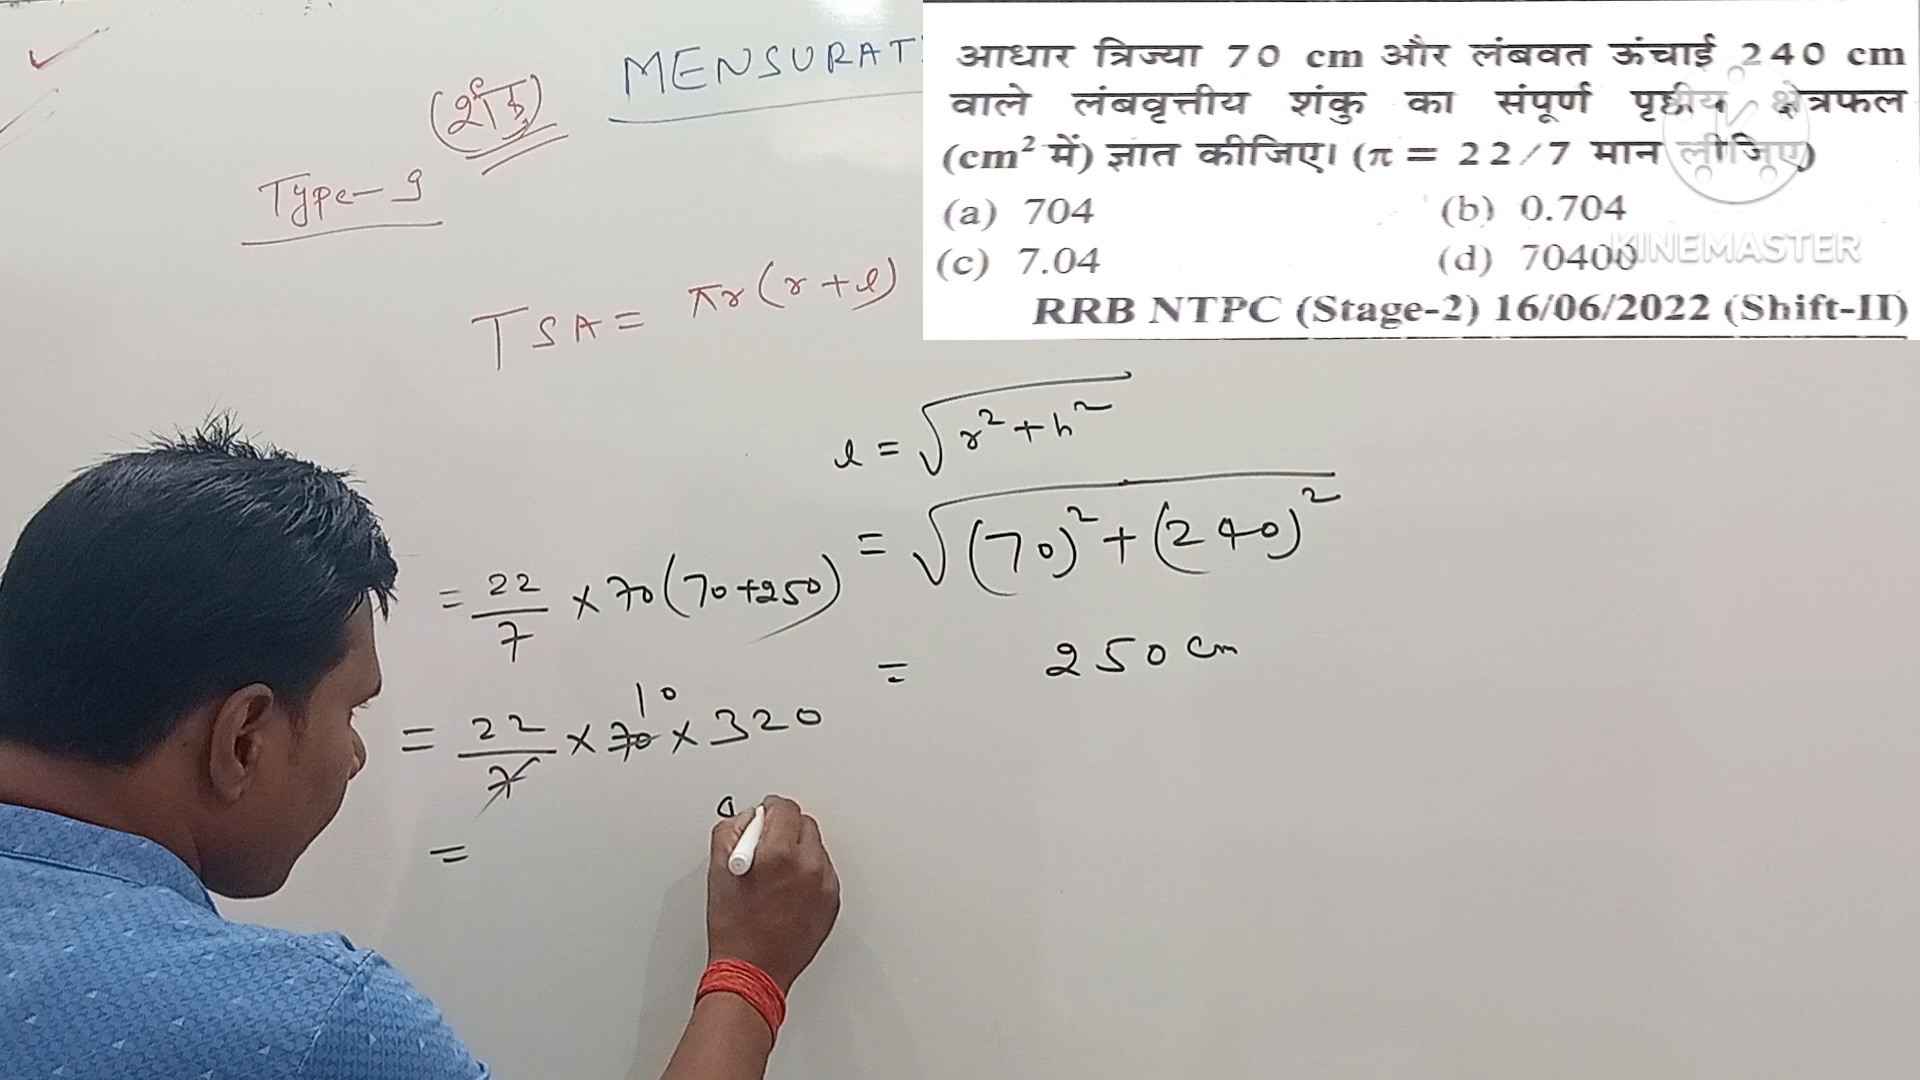 MENSURAT
(शंकु)
Type-9
TSA = πr(r+l)
आधार त्रिज्या 70 cm और लंबवत ऊंचाई 240 cm
वाले लंबवृत्तीय शंकु का संपूर्ण पृष्ठीय क्षेत्रफल
(cm² में) ज्ञात कीजिए। (π = 22/7 मान लीजिए)
(a) 704 (b) 0.704
(c) 7.04 (d) 70400
KINEMASTER
RRB NTPC (Stage-2) 16/06/2022 (Shift-II)
l = √r²+h²
= √(70)²+(240)²
= 250 cm
= 22/7 × 70(70+250)
= 22/7 × 70 × 320
10
=